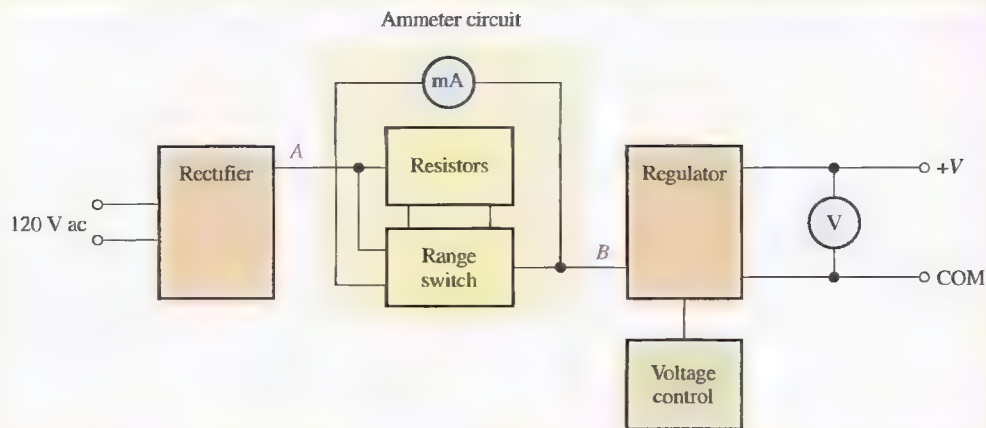 Ammeter circuit
mA
A
Rectifier
Resistors
Regulator
+V
120 V ac
V
Range
switch
B
COM
Voltage
control